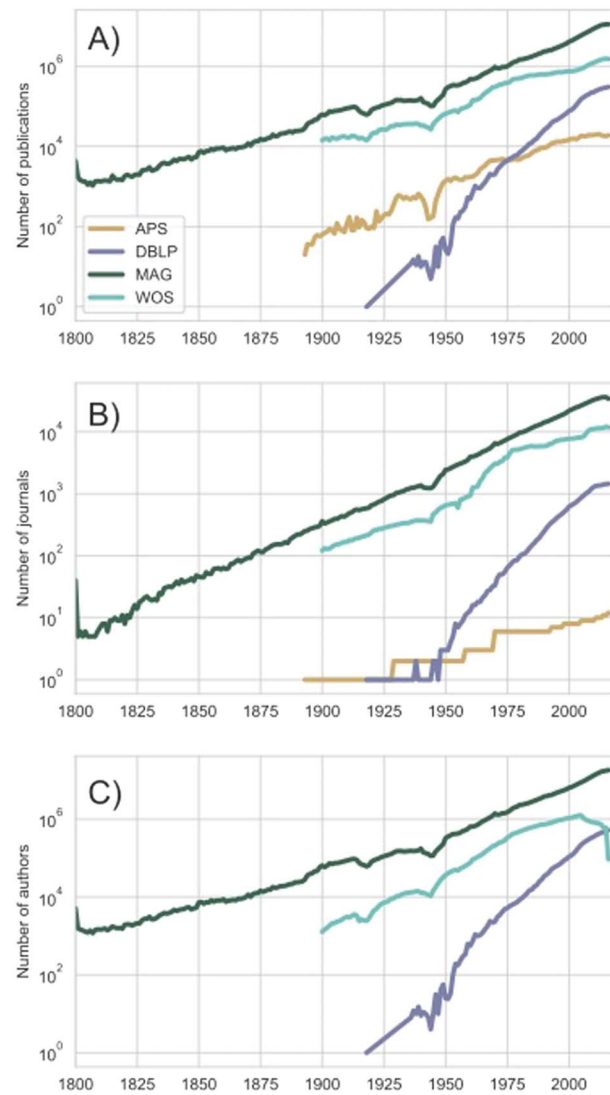 A)
Number of publications
10^6
10^4
10^2
10^0
APS
DBLP
MAG
WOS
1800 1825 1850 1875 1900 1925 1950 1975 2000
B)
Number of journals
10^4
10^3
10^2
10^1
10^0
1800 1825 1850 1875 1900 1925 1950 1975 2000
C)
Number of authors
10^6
10^4
10^2
10^0
1800 1825 1850 1875 1900 1925 1950 1975 2000